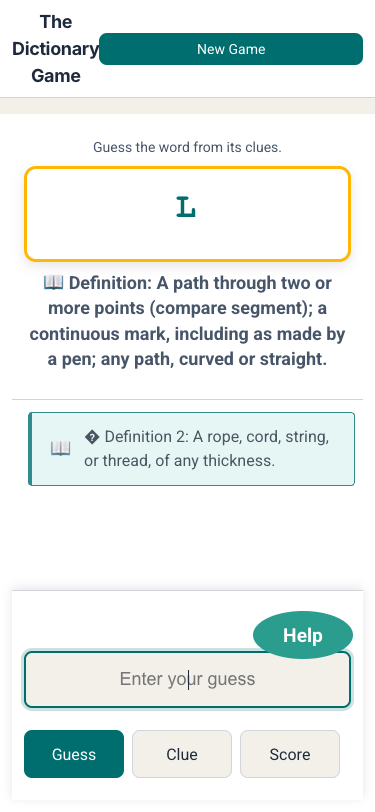 The
Dictionary
Game
New Game
Guess the word from its clues.
L
📖 Definition: A path through two or
more points (compare segment); a
continuous mark, including as made by
a pen; any path, curved or straight.
📖 � Definition 2: A rope, cord, string,
or thread, of any thickness.
Help
Enter your guess
Guess
Clue
Score